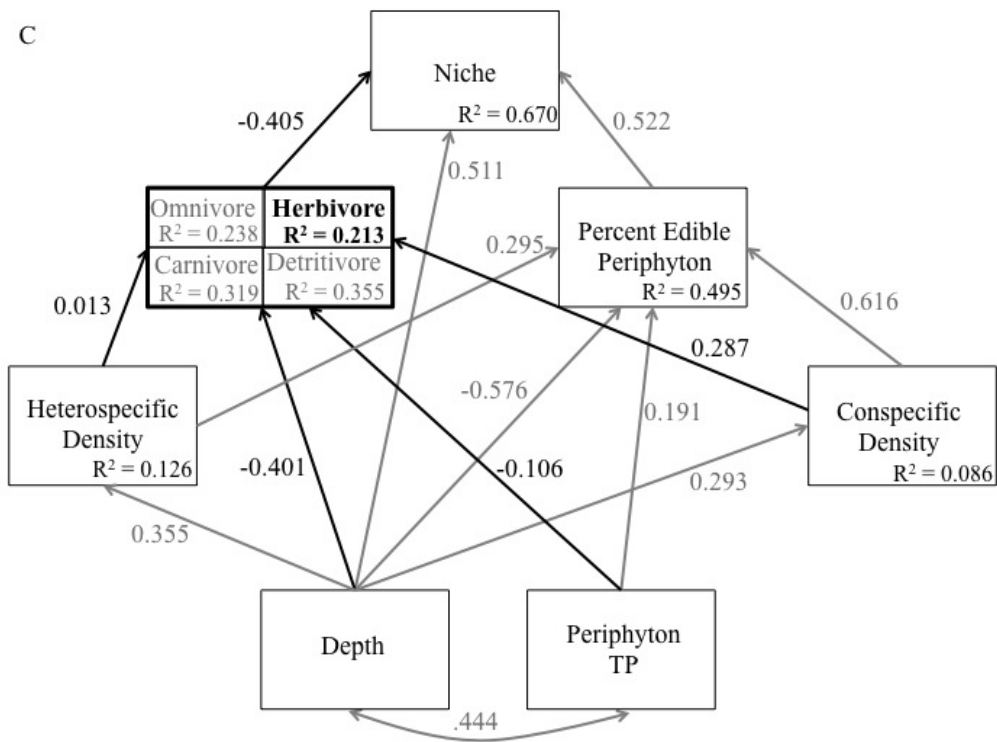 C
Niche
R² = 0.670
-0.405
0.522
0.511
Omnivore
R² = 0.238
Herbivore
R² = 0.213
Carnivore
R² = 0.319
Detritivore
R² = 0.355
0.295
Percent Edible
Periphyton
R² = 0.495
0.013
0.616
0.287
Heterospecific
Density
R² = 0.126
-0.576
0.191
Conspecific
Density
R² = 0.086
-0.401
-0.106
0.293
0.355
Depth
Periphyton
TP
.444